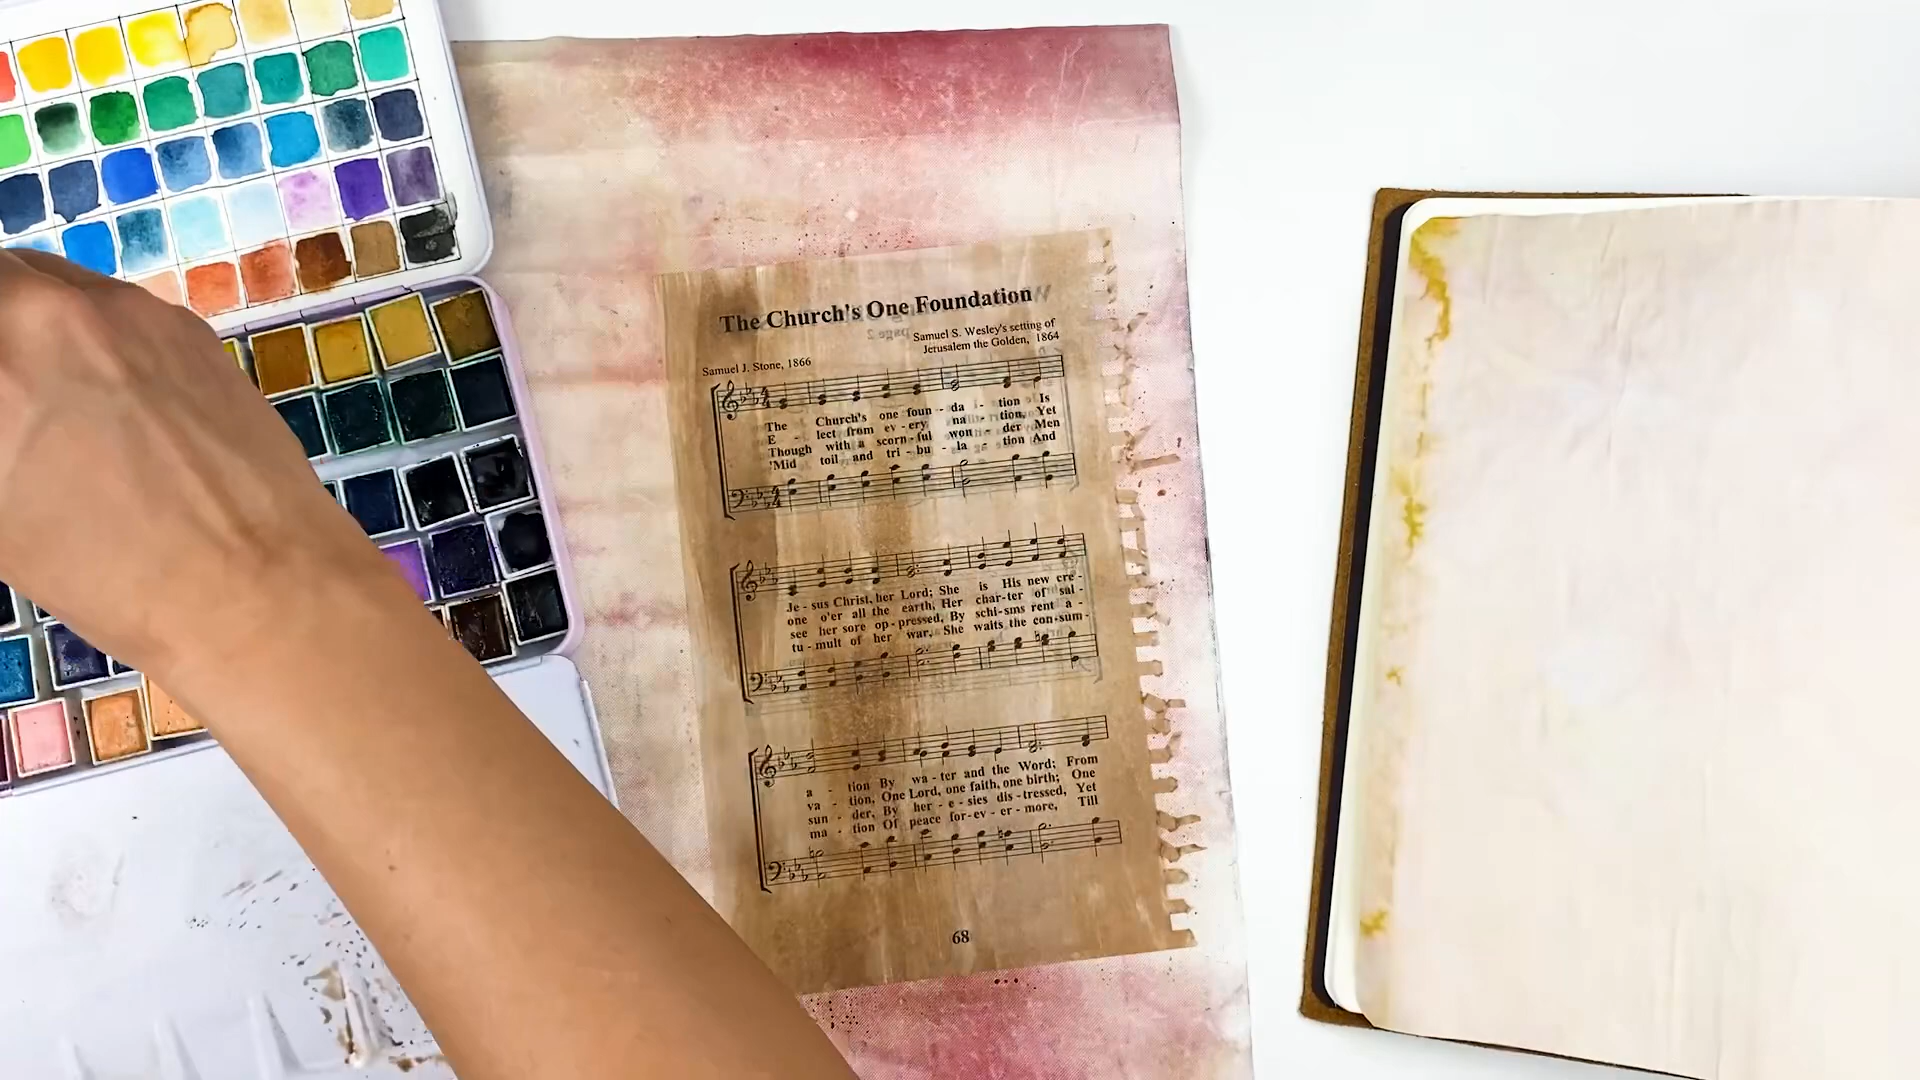 The Church's One Foundation
Samuel S. Wesley's setting of
Jerusalem the Golden, 1864
Samuel J. Stone, 1866
The Church's one foun - da - tion Is
E - lect from ev - ery na - tion, Yet
Though with a scorn - ful won - der Men
'Mid toil and tri - bu - la - tion And
Je - sus Christ, her Lord; She is His new cre -
one o'er all the earth, Her char - ter of sal -
see her sore op - pressed, By schi - sms rent a -
tu - mult of her war, She waits the con - sum -
a - tion By wa - ter and the Word; From
va - tion, One Lord, one faith, one birth; One
sun - der, By her - e - sies dis - tressed, Yet
ma - tion Of peace for - ev - er - more, Till
68